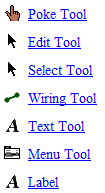 Poke Tool
Edit Tool
Select Tool
Wiring Tool
A Text Tool
Menu Tool
A Label